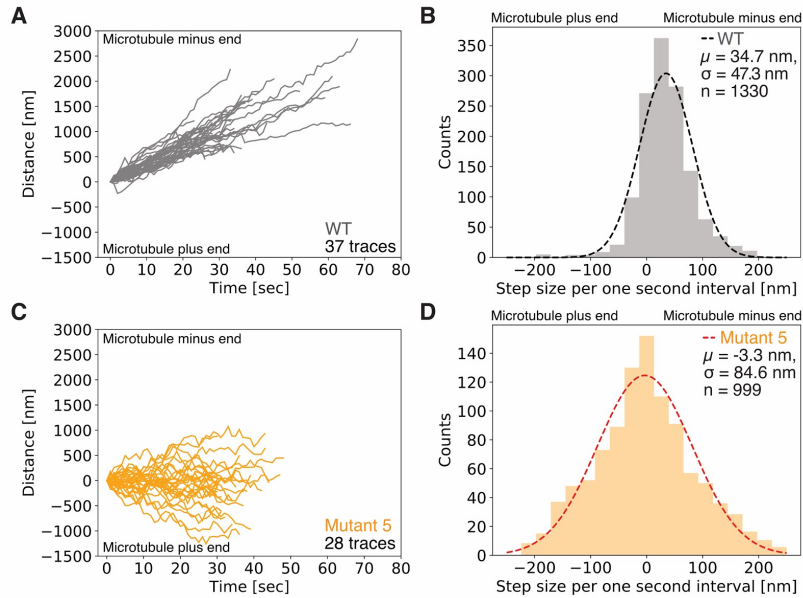 A
3000
2500
2000
1500
1000
500
0
−500
−1000
−1500
Distance [nm]
Microtubule minus end
WT
37 traces
Microtubule plus end
0 10 20 30 40 50 60 70 80
Time [sec]
B
Microtubule plus end Microtubule minus end
350
300
250
200
150
100
50
0
Counts
WT
μ = 34.7 nm,
σ = 47.3 nm
n = 1330
−200 −100 0 100 200
Step size per one second interval [nm]
C
3000
2500
2000
1500
1000
500
0
−500
−1000
−1500
Distance [nm]
Microtubule minus end
Mutant 5
28 traces
Microtubule plus end
0 10 20 30 40 50 60 70 80
Time [sec]
D
Microtubule plus end Microtubule minus end
140
120
100
80
60
40
20
0
Counts
Mutant 5
μ = -3.3 nm,
σ = 84.6 nm
n = 999
−200 −100 0 100 200
Step size per one second interval [nm]